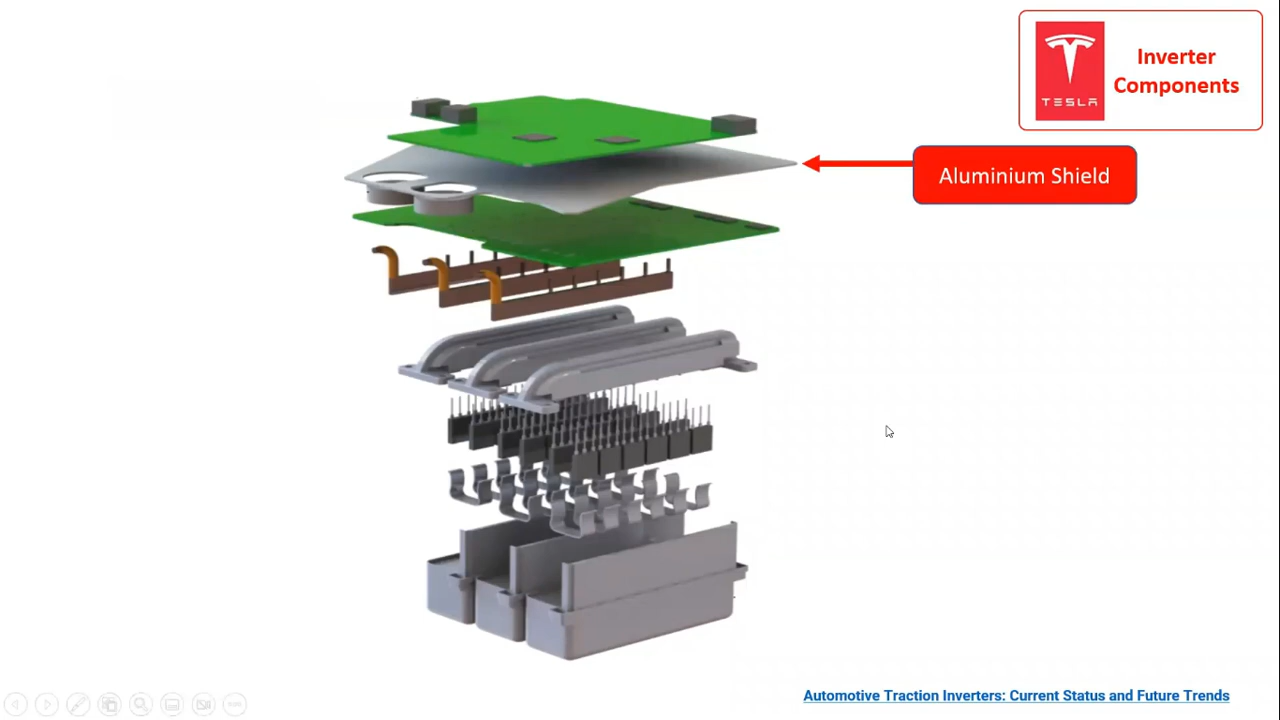 Inverter
Components
TESLA
Aluminium Shield
Automotive Traction Inverters: Current Status and Future Trends